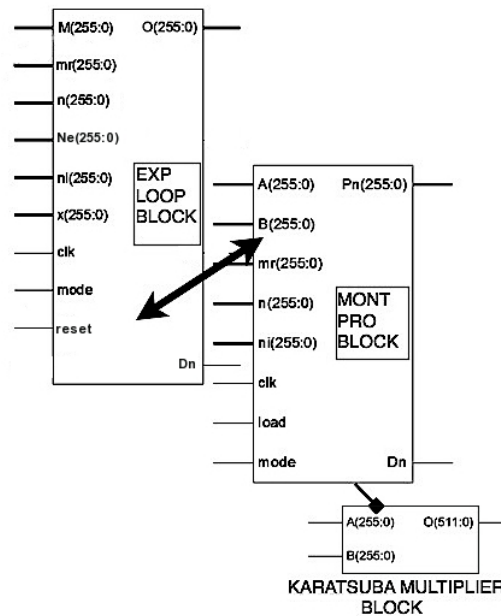 M(255:0) O(255:0)
mr(255:0)
n(255:0)
Ne(255:0)
ni(255:0)
x(255:0)
clk
mode
reset
Dn
EXP
LOOP
BLOCK
A(255:0) Pn(255:0)
B(255:0)
mr(255:0)
n(255:0)
ni(255:0)
clk
load
mode Dn
MONT
PRO
BLOCK
A(255:0) O(511:0)
B(255:0)
KARATSUBA MULTIPLIER
BLOCK